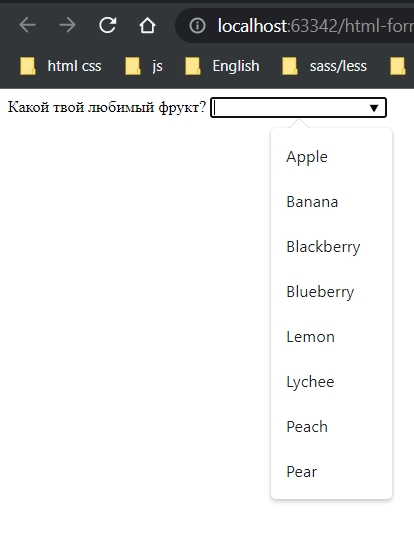 localhost:63342/html-for
html css js English sass/less
Какой твой любимый фрукт?
Apple
Banana
Blackberry
Blueberry
Lemon
Lychee
Peach
Pear